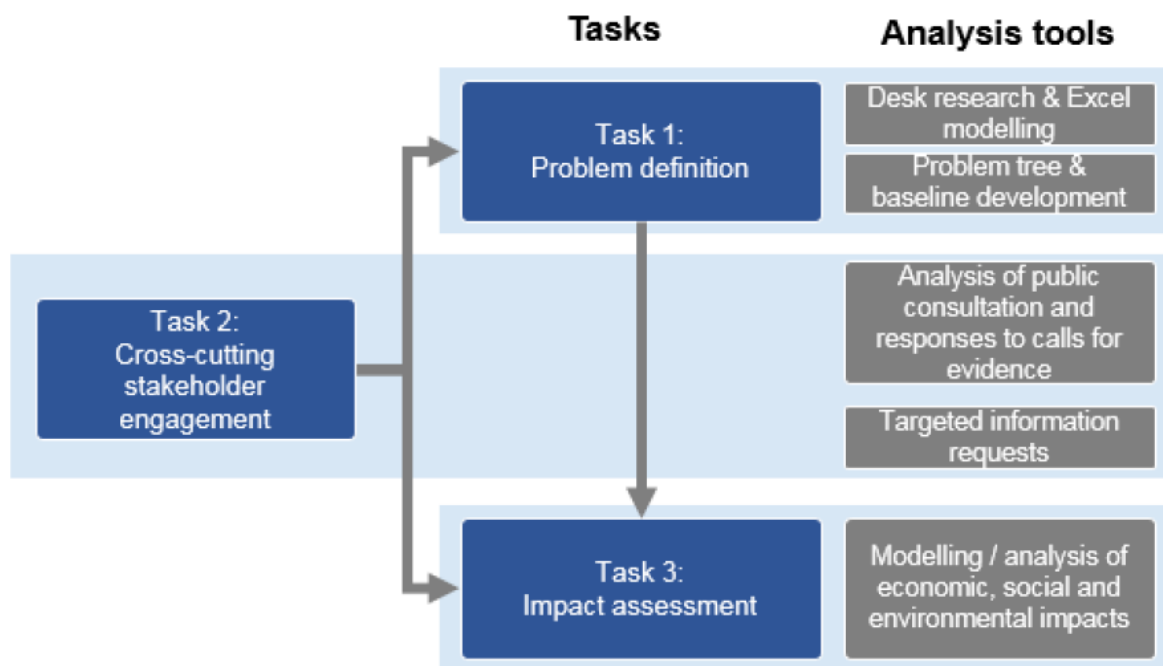 Tasks
Analysis tools
Task 1:
Problem definition
Desk research & Excel
modelling
Problem tree &
baseline development
Task 2:
Cross-cutting
stakeholder
engagement
Analysis of public
consultation and
responses to calls for
evidence
Targeted information
requests
Task 3:
Impact assessment
Modelling / analysis of
economic, social and
environmental impacts